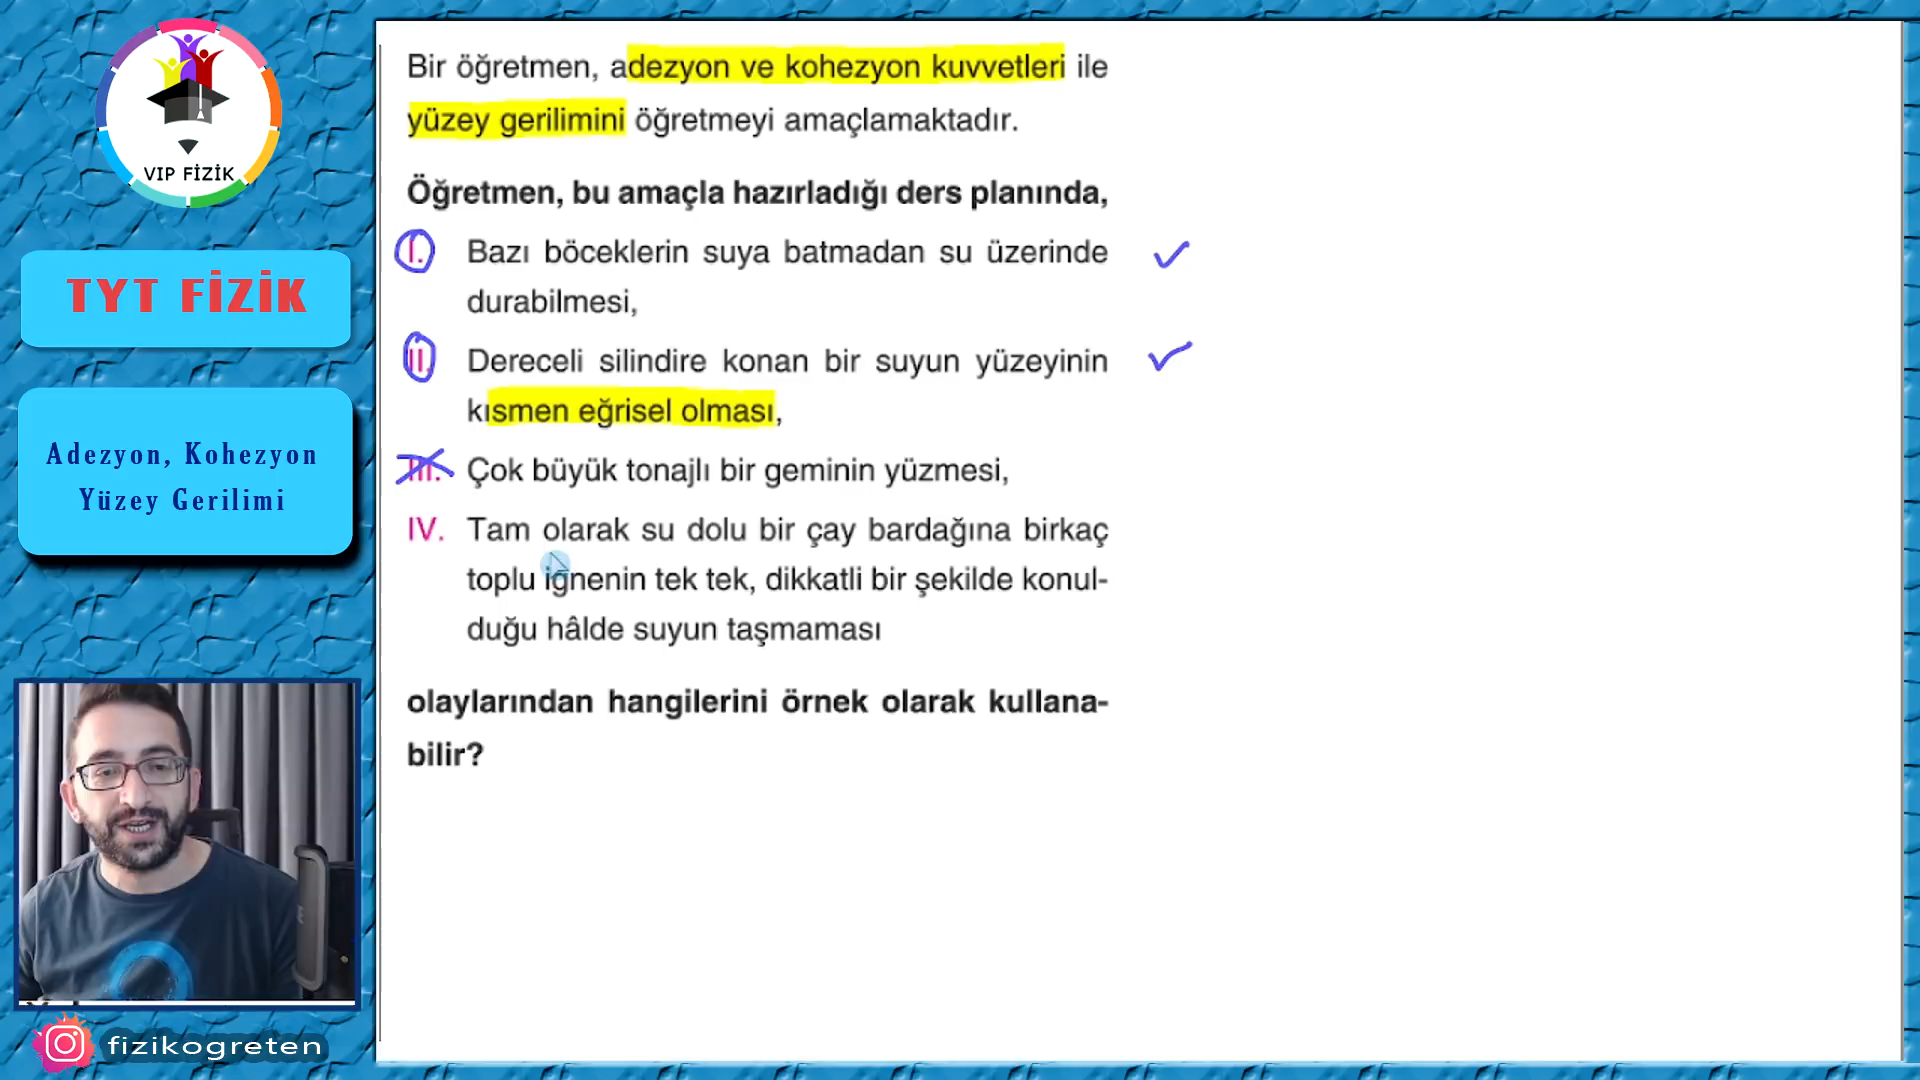 VIP FİZİK
TYT FİZİK
Adezyon, Kohezyon
Yüzey Gerilimi
fizikogreten
Bir öğretmen, adezyon ve kohezyon kuvvetleri ile
yüzey gerilimini öğretmeyi amaçlamaktadır.
Öğretmen, bu amaçla hazırladığı ders planında,
I. Bazı böceklerin suya batmadan su üzerinde
durabilmesi,
II. Dereceli silindire konan bir suyun yüzeyinin
kısmen eğrisel olması,
III. Çok büyük tonajlı bir geminin yüzmesi,
IV. Tam olarak su dolu bir çay bardağına birkaç
toplu iğnenin tek tek, dikkatli bir şekilde konul-
duğu hâlde suyun taşmaması
olaylarından hangilerini örnek olarak kullana-
bilir?